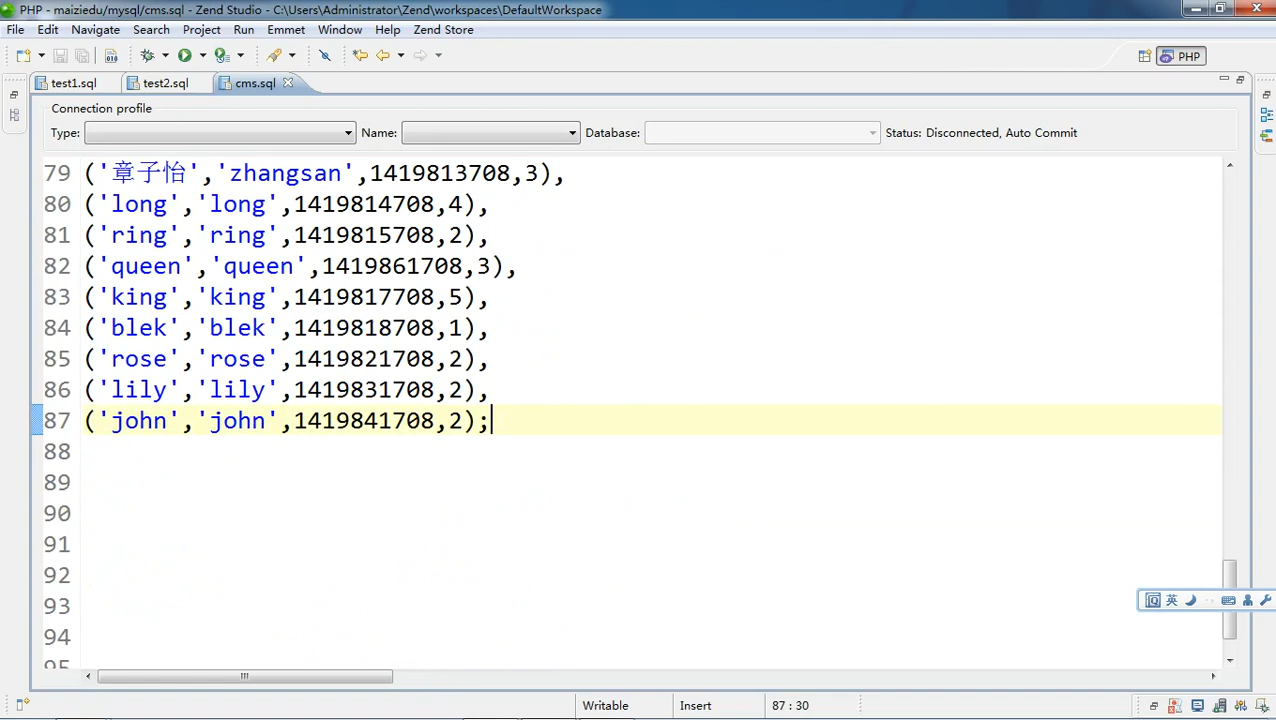 PHP - maiziedu/mysql/cms.sql - Zend Studio - C:\Users\Administrator\Zend\workspaces\DefaultWorkspace
File Edit Navigate Search Project Run Emmet Window Help Zend Store
PHP
test1.sql test2.sql cms.sql
Connection profile
Type: Name: Database: Status: Disconnected, Auto Commit
79 ('章子怡','zhangsan',1419813708,3),
80 ('long','long',1419814708,4),
81 ('ring','ring',1419815708,2),
82 ('queen','queen',1419861708,3),
83 ('king','king',1419817708,5),
84 ('blek','blek',1419818708,1),
85 ('rose','rose',1419821708,2),
86 ('lily','lily',1419831708,2),
87 ('john','john',1419841708,2);
88
89
90
91
92
93
94
95
英
Writable Insert 87 : 30